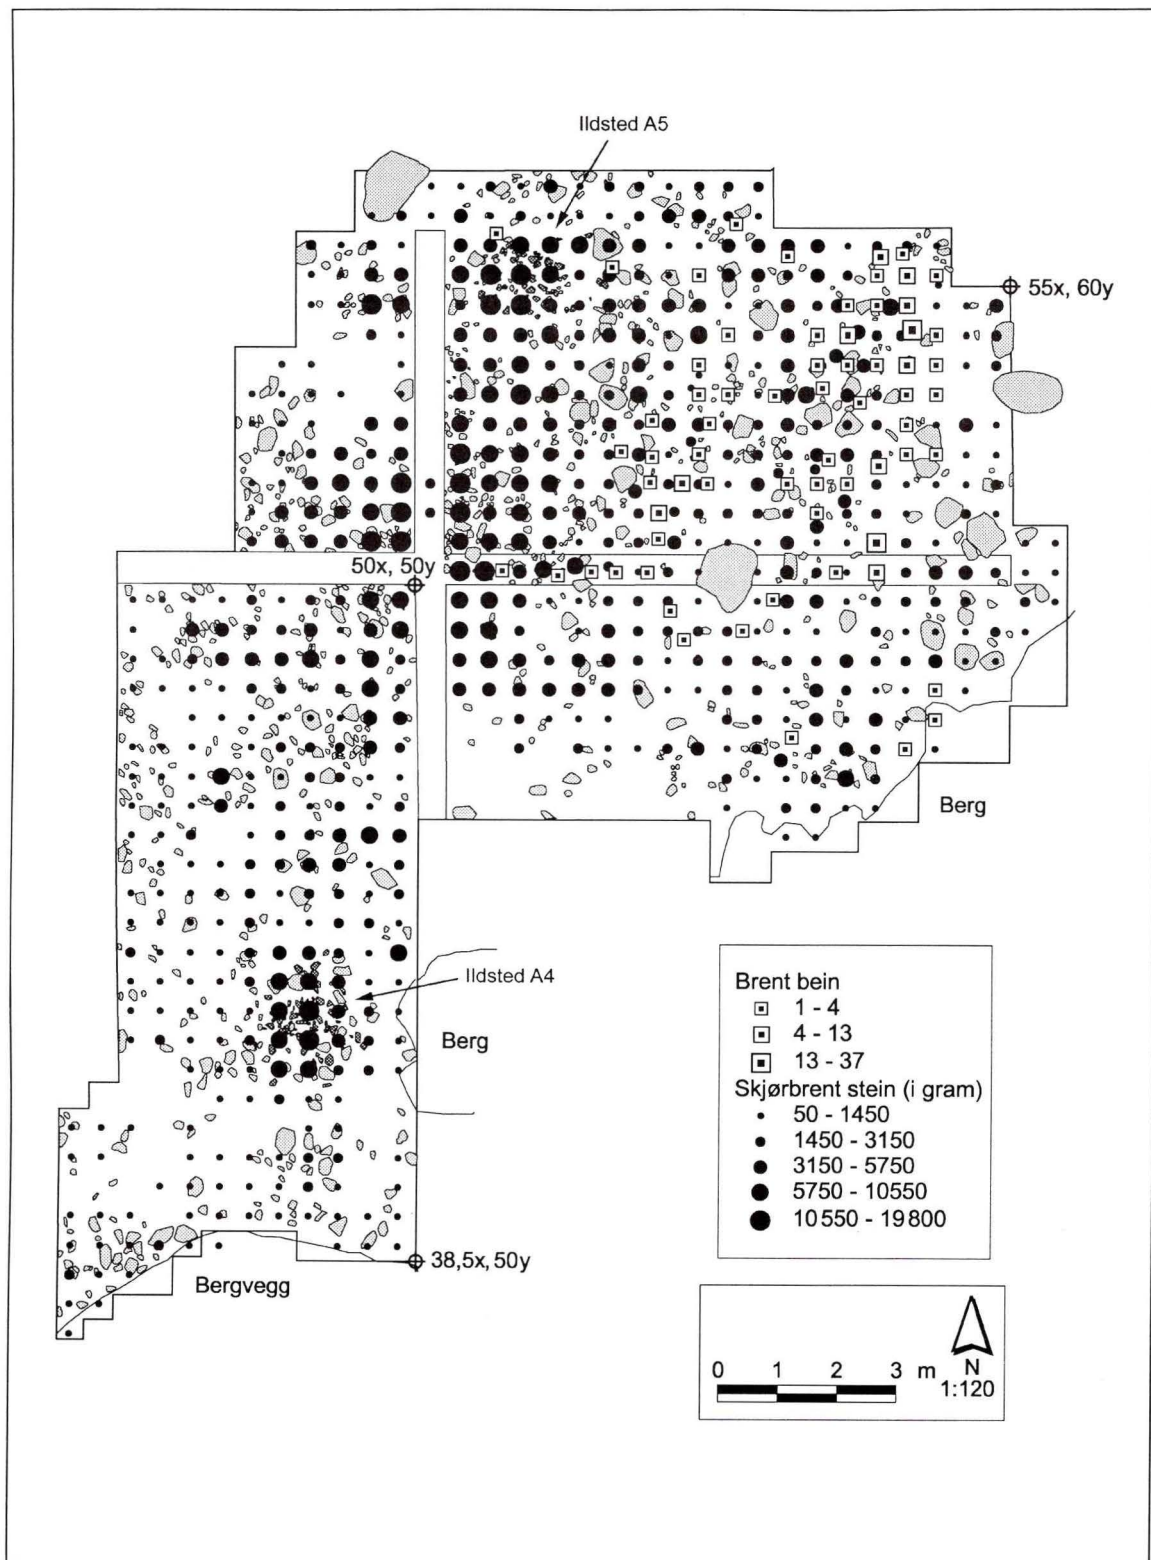 Ildsted A5
55x, 60y
50x, 50y
Berg
Ildsted A4
Berg
Brent bein
1 - 4
4 - 13
13 - 37
Skjørbrent stein (i gram)
50 - 1450
1450 - 3150
3150 - 5750
5750 - 10550
10 550 - 19 800
38,5x, 50y
Bergvegg
0 1 2 3 m N
1:120